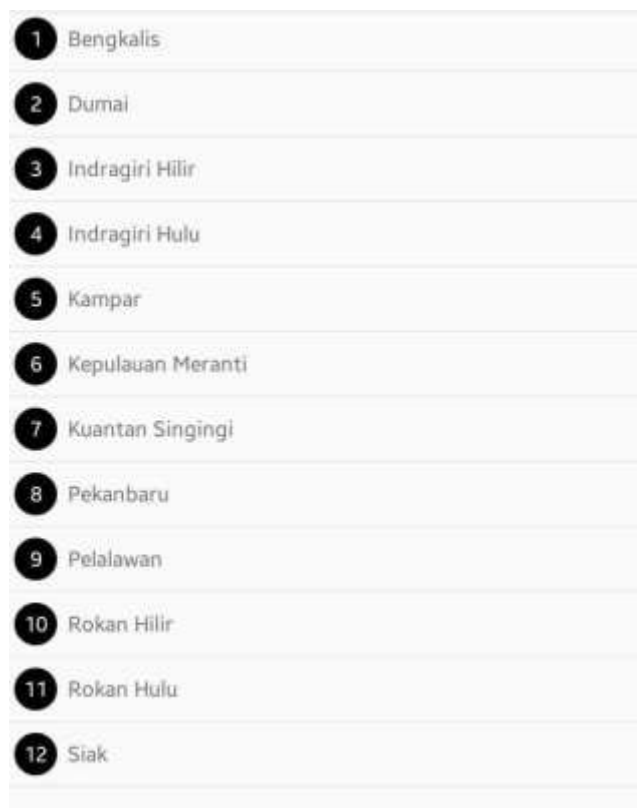 1 Bengkalis
2 Dumai
3 Indragiri Hilir
4 Indragiri Hulu
5 Kampar
6 Kepulauan Meranti
7 Kuantan Singingi
8 Pekanbaru
9 Pelalawan
10 Rokan Hilir
11 Rokan Hulu
12 Siak